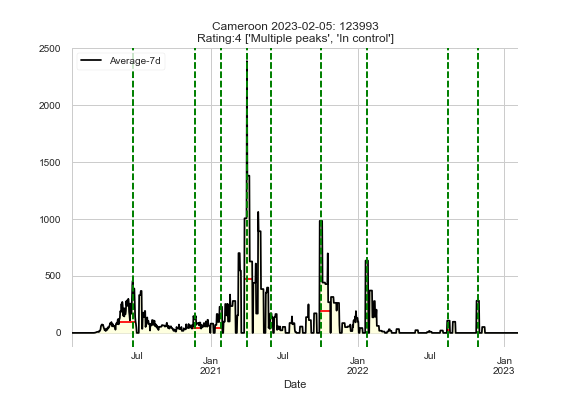 Cameroon 2023-02-05: 123993
Rating:4 ['Multiple peaks', 'In control']
Average-7d
2500
2000
1500
1000
500
0
Jul
Jan
2021
Jul
Jan
2022
Jul
Jan
2023
Date